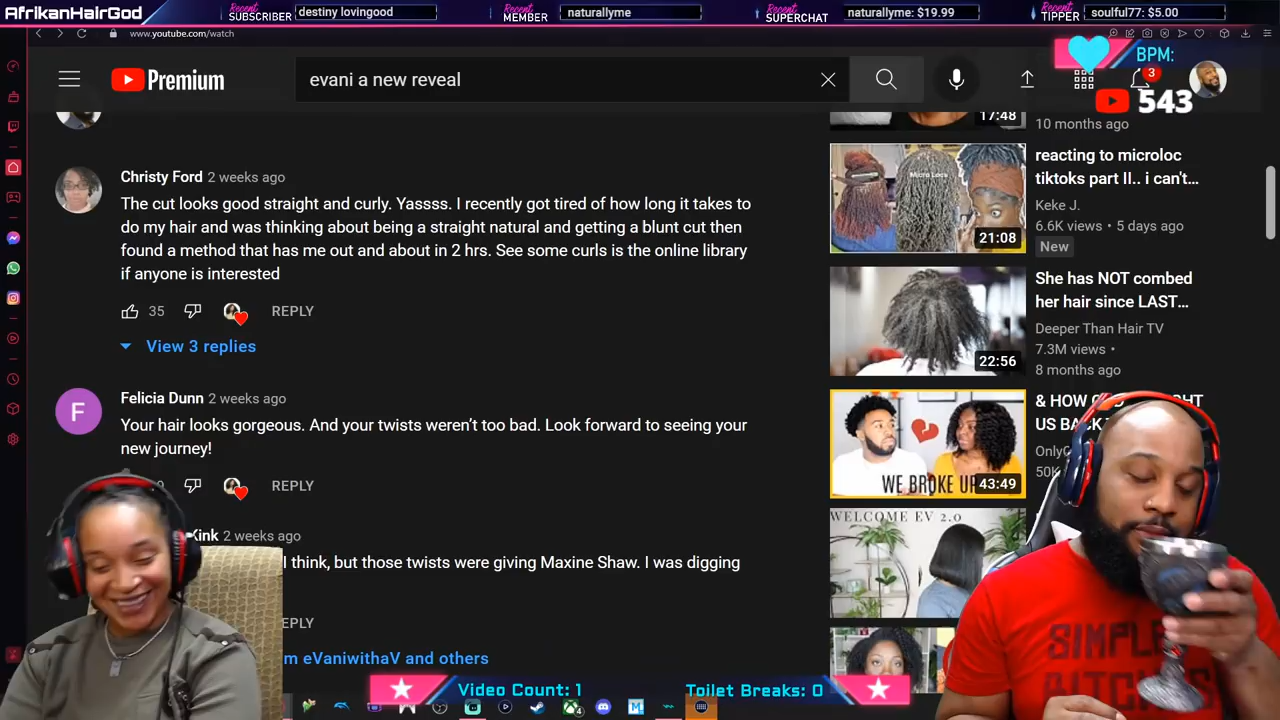 AfrikanHairGod
Recent SUBSCRIBER destiny lovingood
Recent MEMBER naturallyme
Recent SUPERCHAT naturallyme: $19.99
Recent TIPPER soulful77: $5.00
www.youtube.com/watch
BPM:
Premium
evani a new reveal
3
543
17:48
10 months ago
Christy Ford 2 weeks ago
The cut looks good straight and curly. Yassss. I recently got tired of how long it takes to
do my hair and was thinking about being a straight natural and getting a blunt cut then
found a method that has me out and about in 2 hrs. See some curls is the online library
if anyone is interested
35 REPLY
View 3 replies
F
Felicia Dunn 2 weeks ago
Your hair looks gorgeous. And your twists weren't too bad. Look forward to seeing your
new journey!
REPLY
Kink 2 weeks ago
I think, but those twists were giving Maxine Shaw. I was digging
eVaniwithaV and others
Micro Locs
21:08
reacting to microloc
tiktoks part II.. i can't...
Keke J.
6.6K views • 5 days ago
New
22:56
She has NOT combed
her hair since LAST...
Deeper Than Hair TV
7.3M views •
8 months ago
WE BROKE UP
43:49
US BACK
WELCOME EV 2.0
Video Count: 1
Toilet Breaks: 0
4